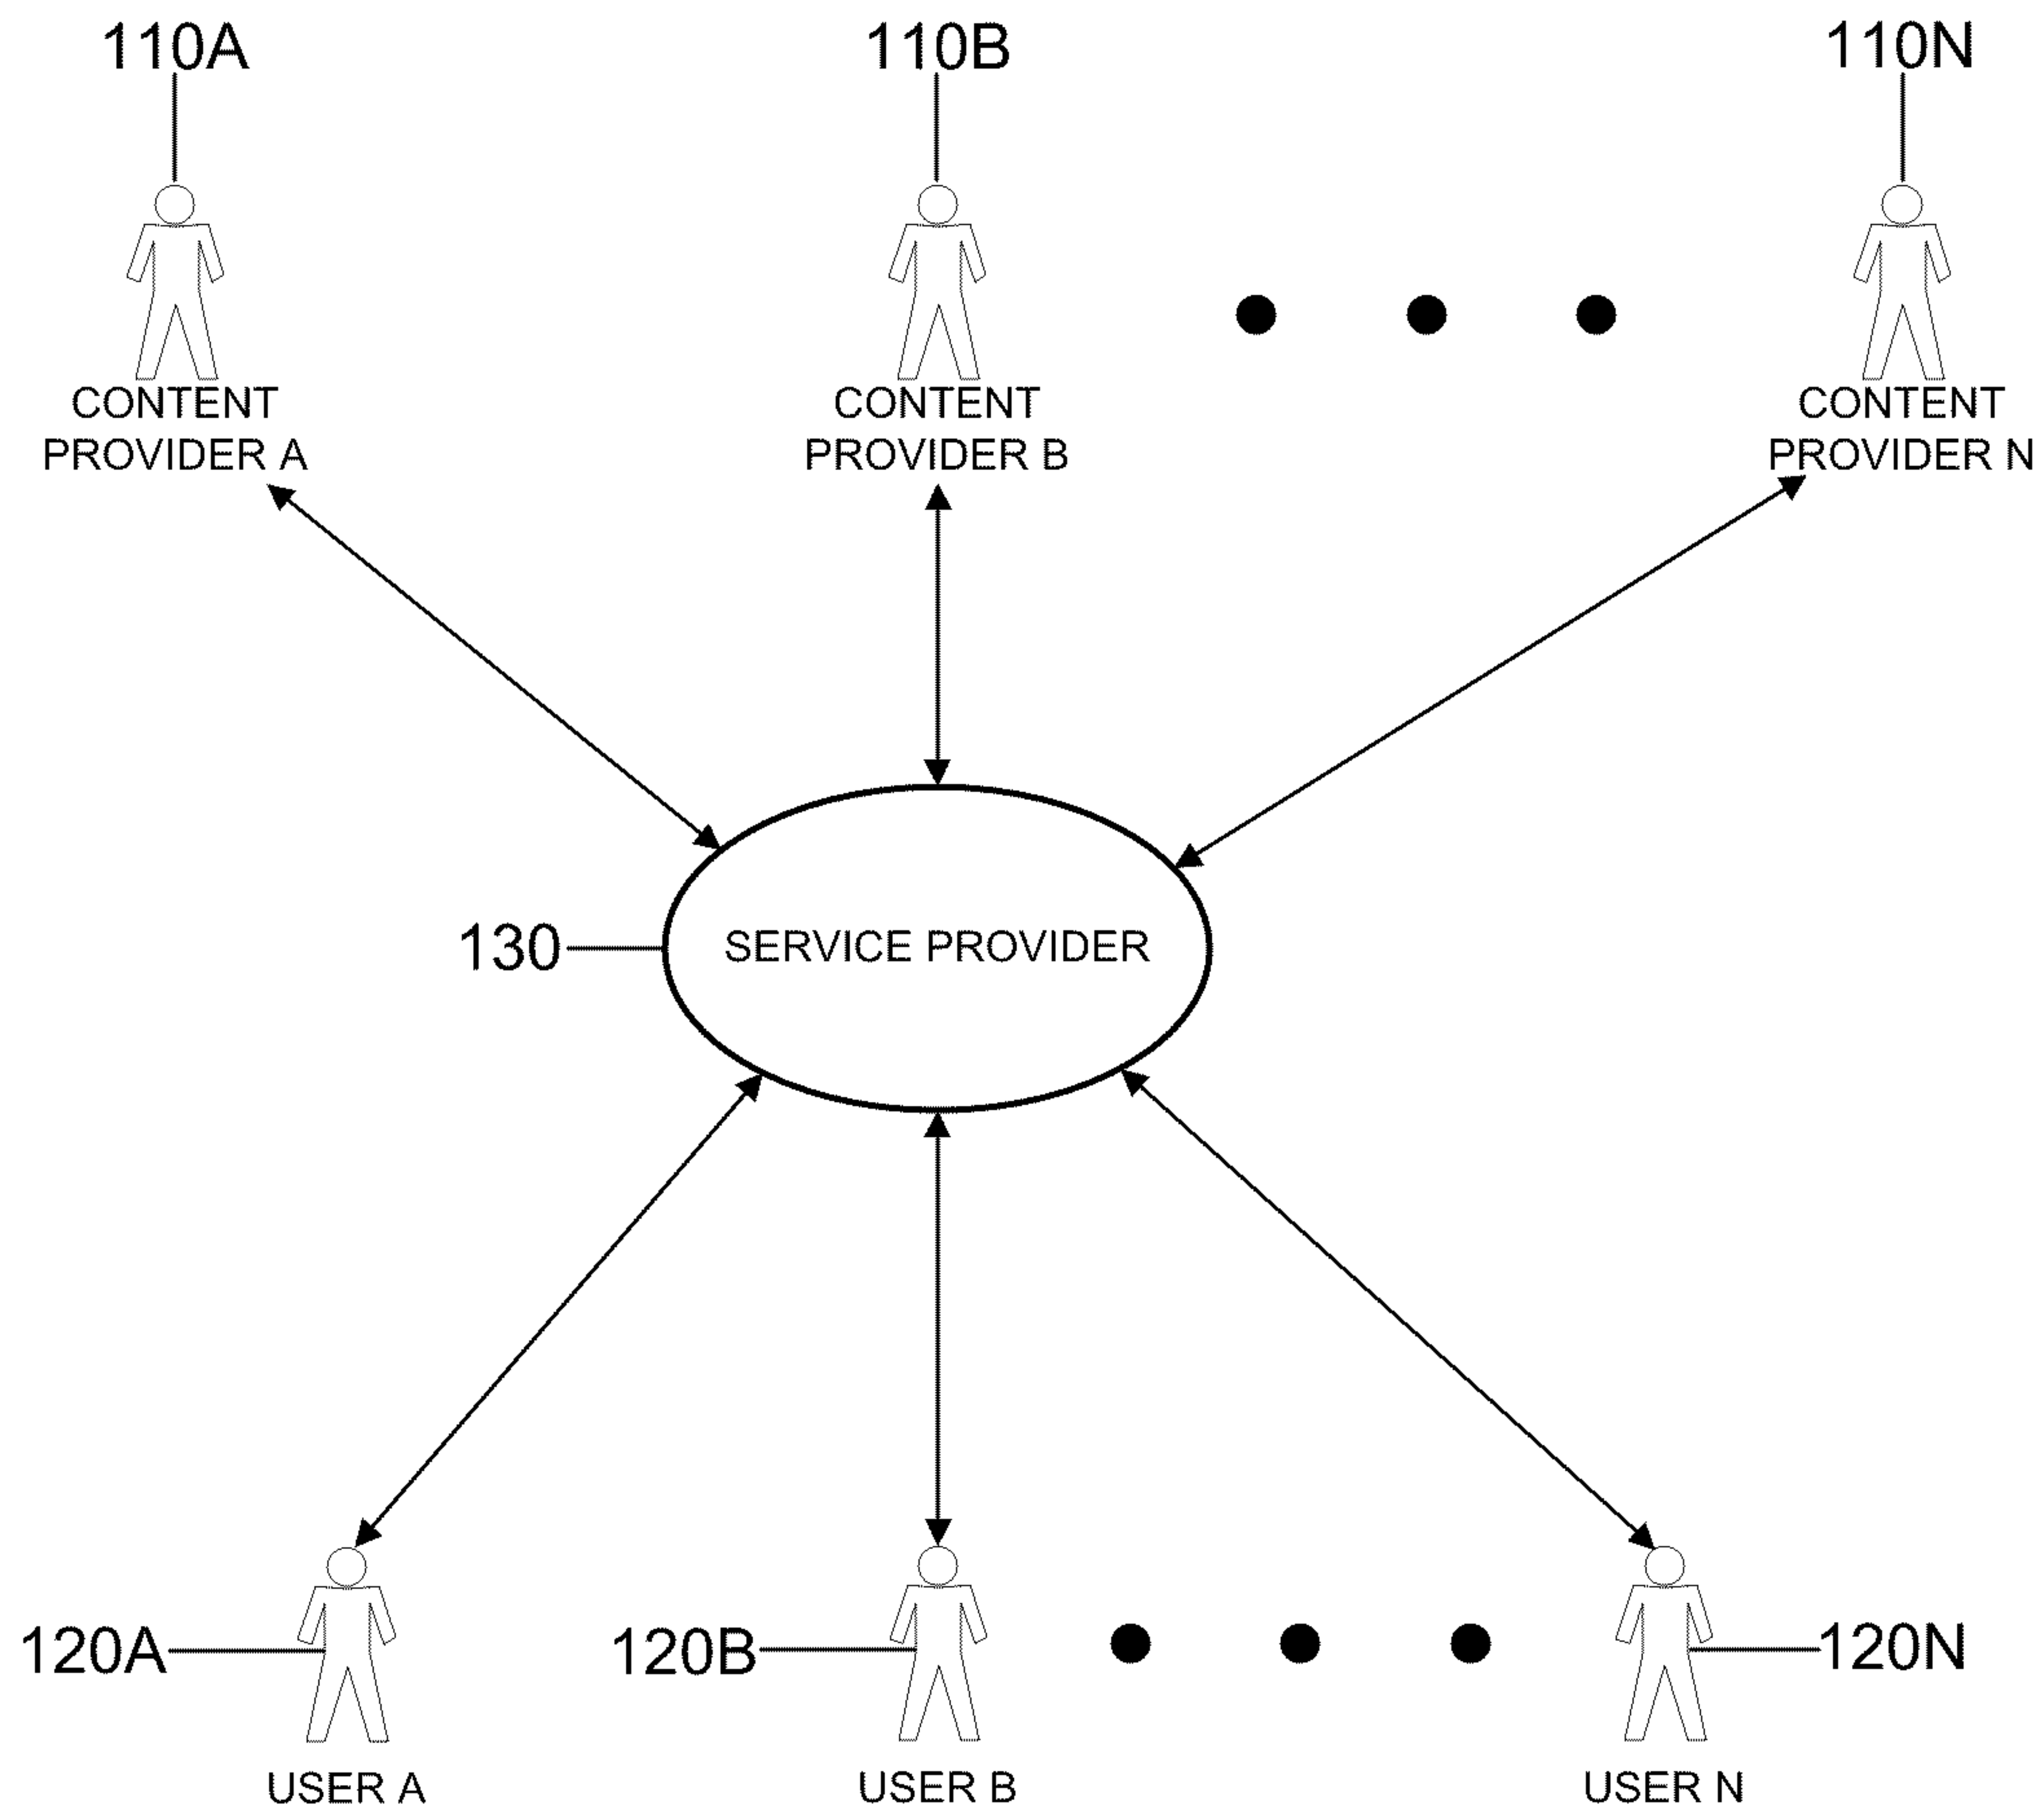 110A
110B
110N
CONTENT
PROVIDER A
CONTENT
PROVIDER B
CONTENT
PROVIDER N
130
SERVICE PROVIDER
120A
120B
120N
USER A
USER B
USER N